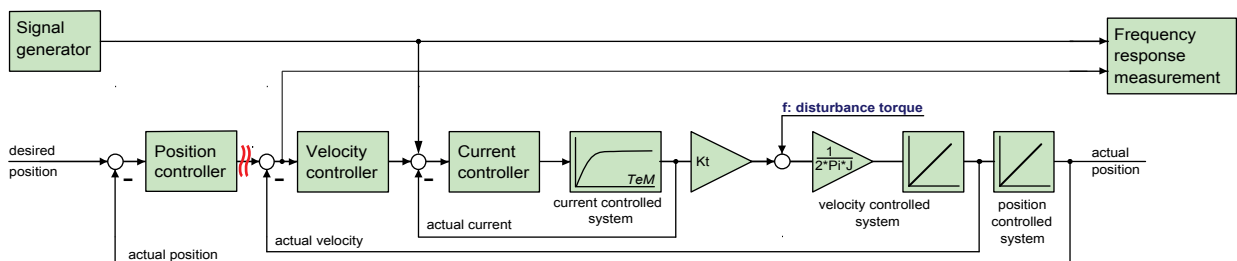 Signal
generator
Frequency
response
measurement
f: disturbance torque
desired
position
Position
controller
Velocity
controller
Current
controller
TeM
current controlled
system
Kt
1
2*Pi*J
velocity controlled
system
position
controlled
system
actual
position
actual current
actual velocity
actual position